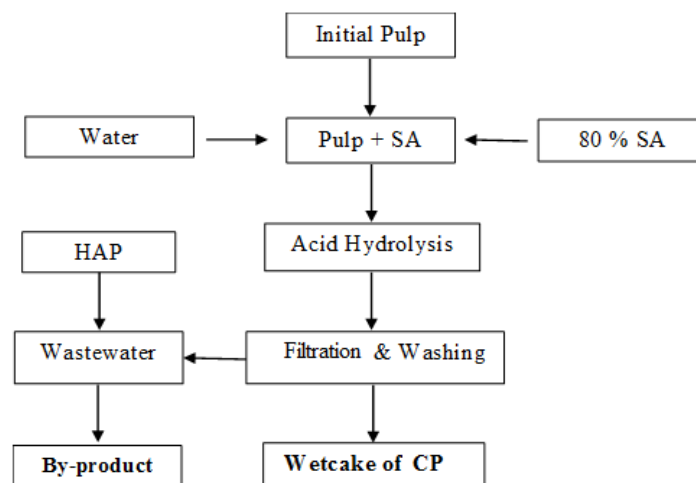 Initial Pulp
Water
Pulp + SA
80 % SA
HAP
Acid Hydrolysis
Wastewater
Filtration & Washing
By-product
Wetcake of CP